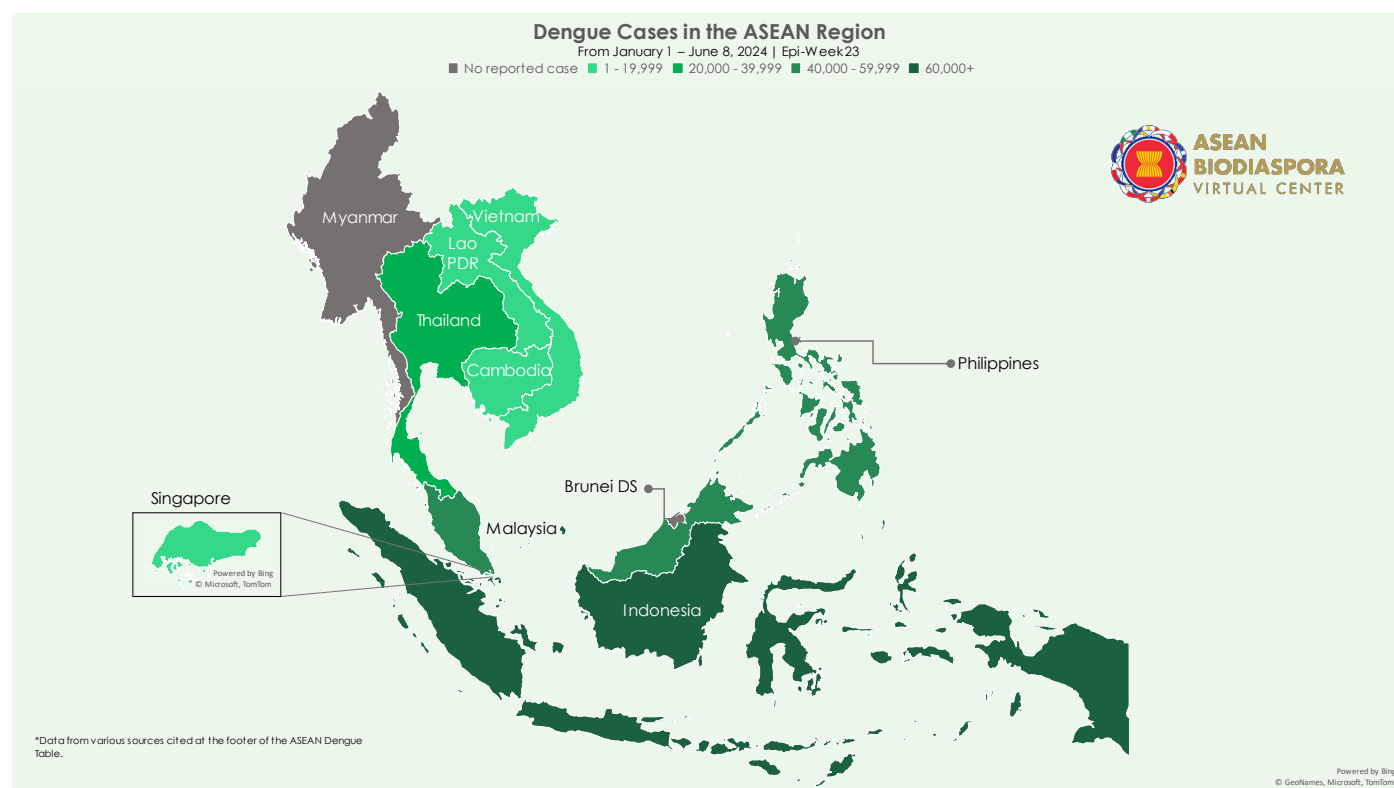 Dengue Cases in the ASEAN Region
From January 1 – June 8, 2024 | Epi-Week23
No reported case 1 - 19,999 20,000 - 39,999 40,000 - 59,999 60,000+
ASEAN
BIODIASPORA
VIRTUAL CENTER
Myanmar
Vietnam
Lao
PDR
Thailand
Cambodia
Philippines
Brunei DS
Singapore
Malaysia
Powered by Bing
© Microsoft, TomTom
Indonesia
*Data from various sources cited at the footer of the ASEAN Dengue
Table.
Powered by Bing
© GeoNames, Microsoft, TomTom